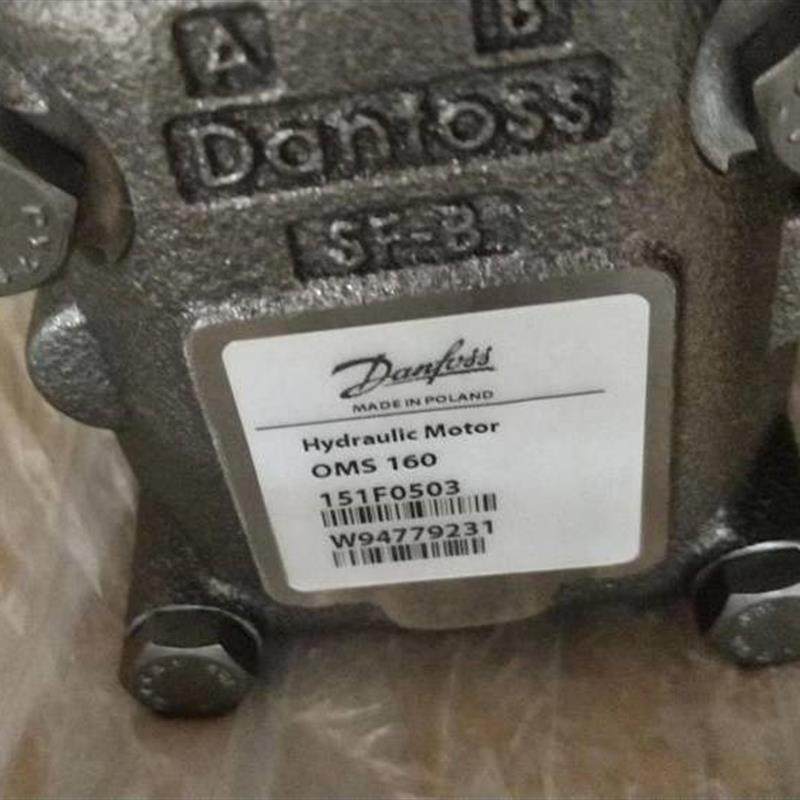 A B
Danfoss
SF-B
Danfoss
MADE IN POLAND
Hydraulic Motor
OMS 160
151F0503
W94779231